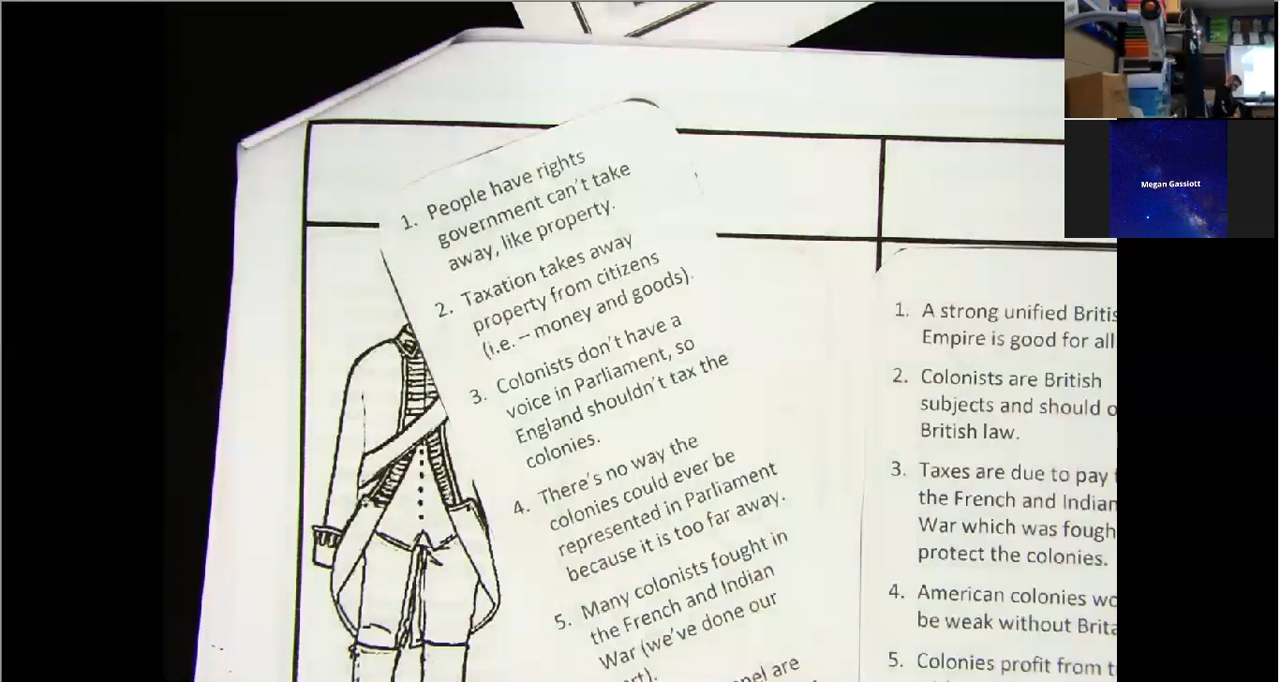 1. People have rights
government can't take
away, like property.
2. Taxation takes away
property from citizens
(i.e. – money and goods).
3. Colonists don't have a
voice in Parliament, so
England shouldn't tax the
colonies.
4. There's no way the
colonies could ever be
represented in Parliament
because it is too far away.
5. Many colonists fought in
the French and Indian
War (we've done our
are
1. A strong unified
Empire is good for all
2. Colonists are British
subjects and should
British law.
3. Taxes are due to pay
the French and Indian
War which was
protect the colonies.
4. American colonies
be weak without
5. Colonies profit from
Megan Gassiott